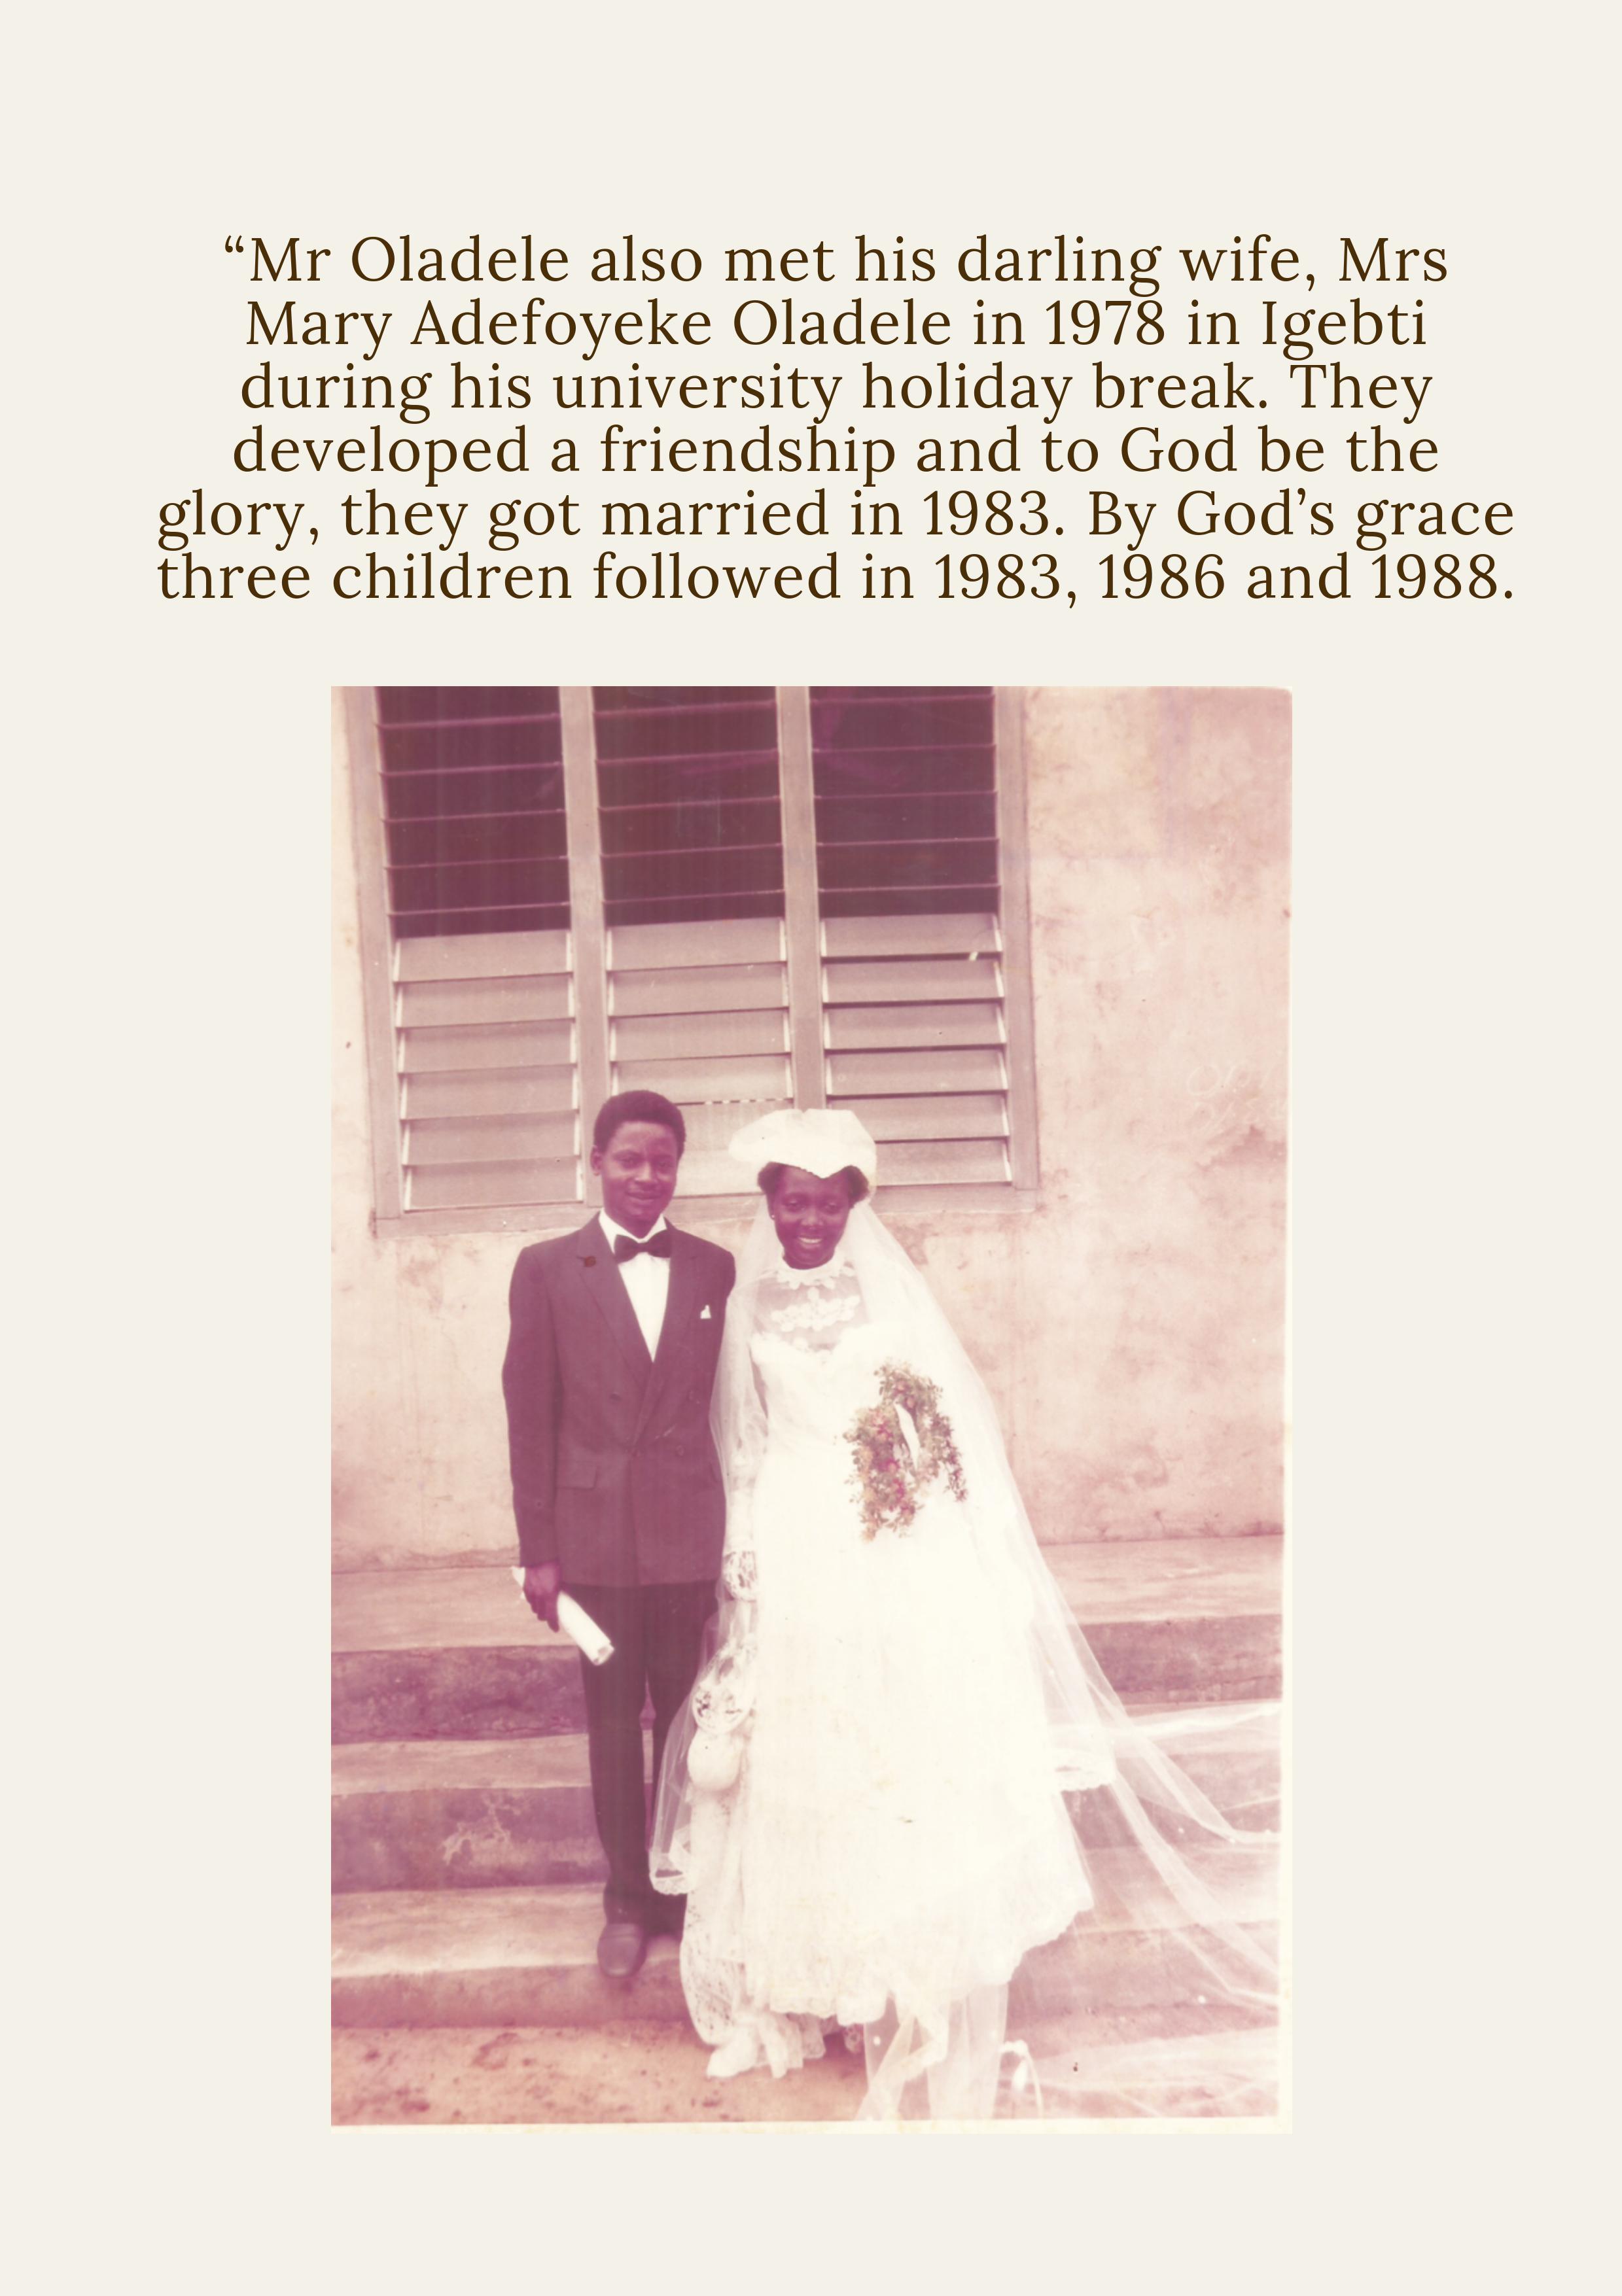 “Mr Oladele also met his darling wife, Mrs
Mary Adefoyeke Oladele in 1978 in Igebti
during his university holiday break. They
developed a friendship and to God be the
glory, they got married in 1983. By God’s grace
three children followed in 1983, 1986 and 1988.